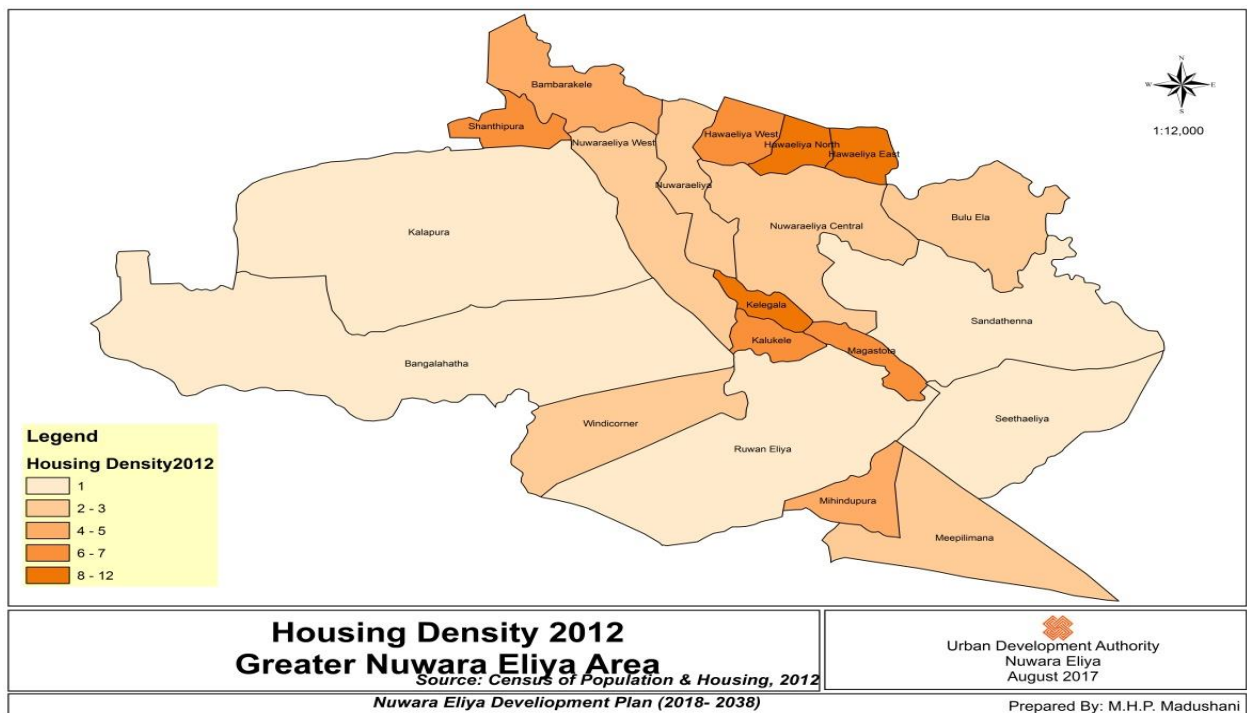 N
W
E
S
1:12,000
Bambarakele
Shanthipura
Nuwaraeliya West
Hawaeliya West
Hawaeliya North
Hawaeliya East
Nuwaraeliya
Kalapura
Nuwaraeliya Central
Bulu Ela
Kelegala
Sandathenna
Kalukele
Magastota
Bangalahatha
Windicorner
Seethaeliya
Ruwan Eliya
Mihindupura
Meepilimana
Legend
Housing Density2012
1
2 - 3
4 - 5
6 - 7
8 - 12
Housing Density 2012
Greater Nuwara Eliya Area
Source: Census of Population & Housing, 2012
Nuwara Eliya Develiopment Plan (2018- 2038)
Urban Development Authority
Nuwara Eliya
August 2017
Prepared By: M.H.P. Madushani